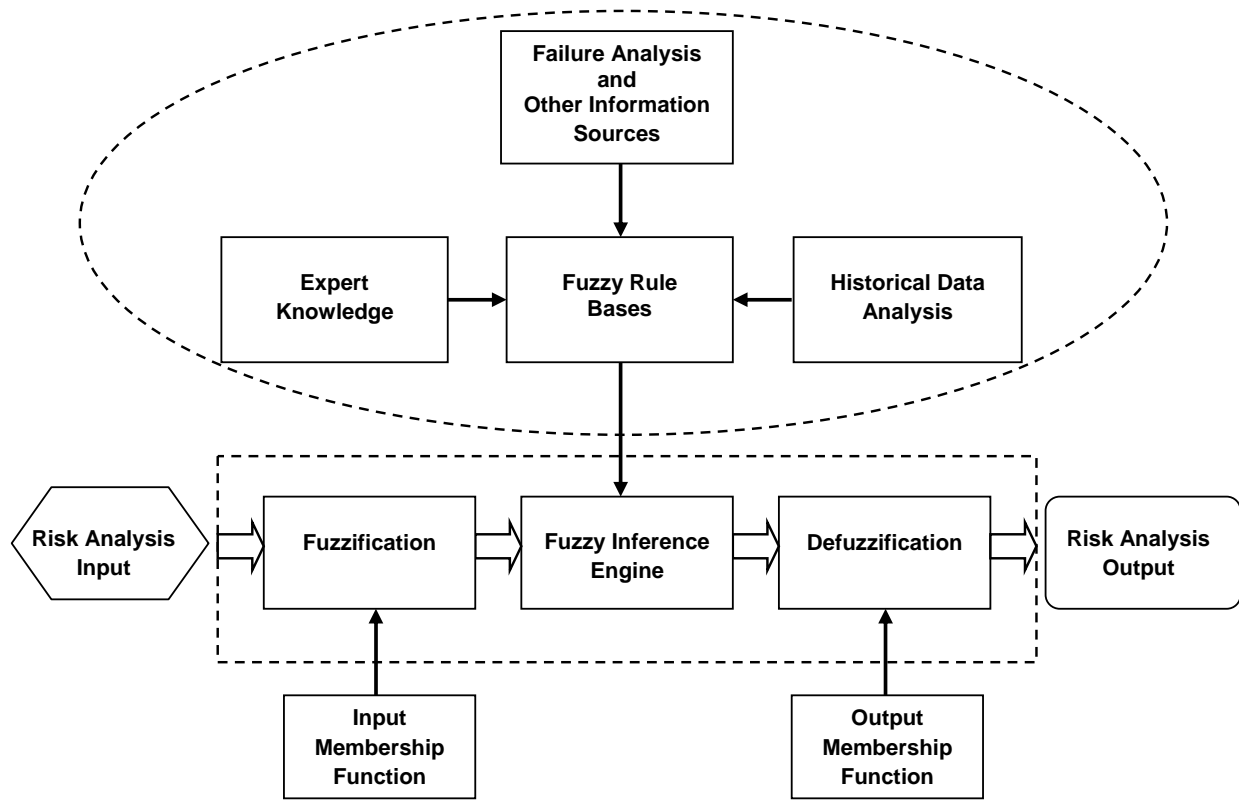 Failure Analysis
and
Other Information
Sources
Expert
Knowledge
Fuzzy Rule
Bases
Historical Data
Analysis
Risk Analysis
Input
Fuzzification
Fuzzy Inference
Engine
Defuzzification
Risk Analysis
Output
Input
Membership
Function
Output
Membership
Function